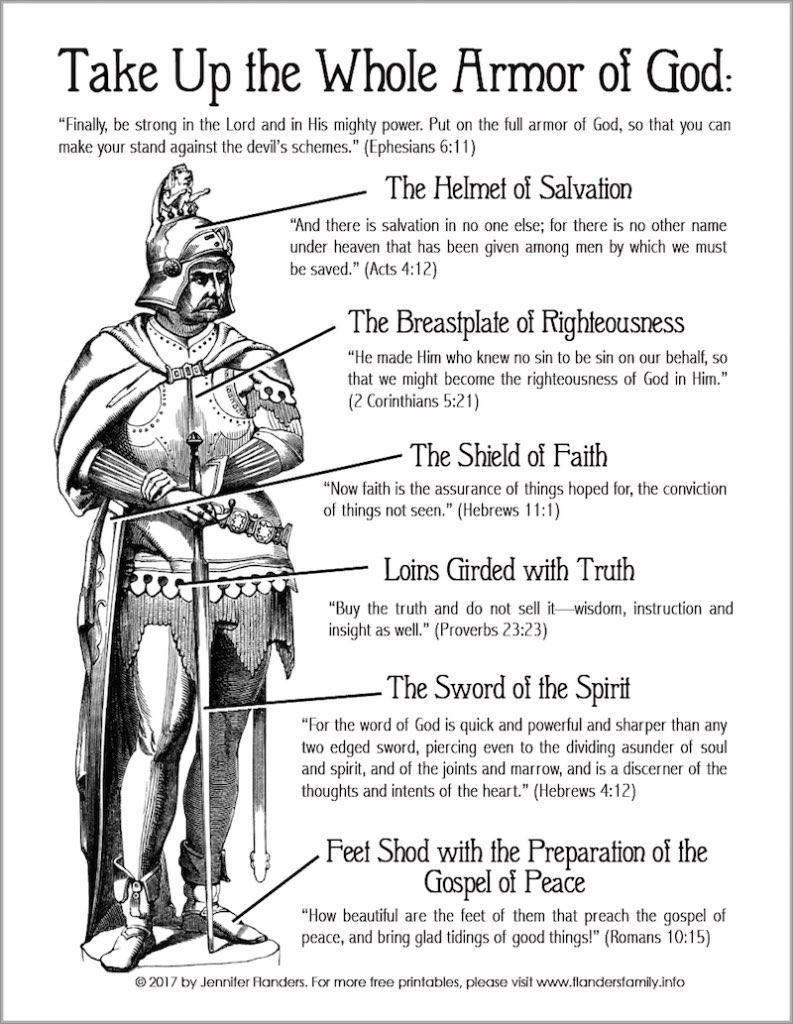 Take Up the Whole Armor of God:
“Finally, be strong in the Lord and in His mighty power. Put on the full armor of God, so that you can
make your stand against the devil’s schemes.” (Ephesians 6:11)
The Helmet of Salvation
“And there is salvation in no one else; for there is no other name
under heaven that has been given among men by which we must
be saved.” (Acts 4:12)
The Breastplate of Righteousness
“He made Him who knew no sin to be sin on our behalf, so
that we might become the righteousness of God in Him.”
(2 Corinthians 5:21)
The Shield of Faith
“Now faith is the assurance of things hoped for, the conviction
of things not seen.” (Hebrews 11:1)
Loins Girded with Truth
“Buy the truth and do not sell it—wisdom, instruction and
insight as well.” (Proverbs 23:23)
The Sword of the Spirit
“For the word of God is quick and powerful and sharper than any
two edged sword, piercing even to the dividing asunder of soul
and spirit, and of the joints and marrow, and is a discerner of the
thoughts and intents of the heart.” (Hebrews 4:12)
Feet Shod with the Preparation of the
Gospel of Peace
“How beautiful are the feet of them that preach the gospel of
peace, and bring glad tidings of good things!” (Romans 10:15)
© 2017 by Jennifer Flanders. For more free printables, please visit www.flandersfamily.info